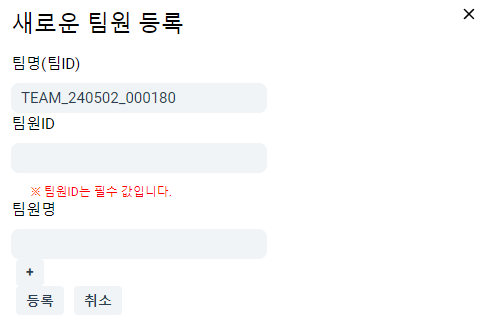 새로운 팀원 등록
×
팀명(팀ID)
TEAM_240502_000180
팀원ID
※ 팀원ID는 필수 값입니다.
팀원명
+
등록 취소